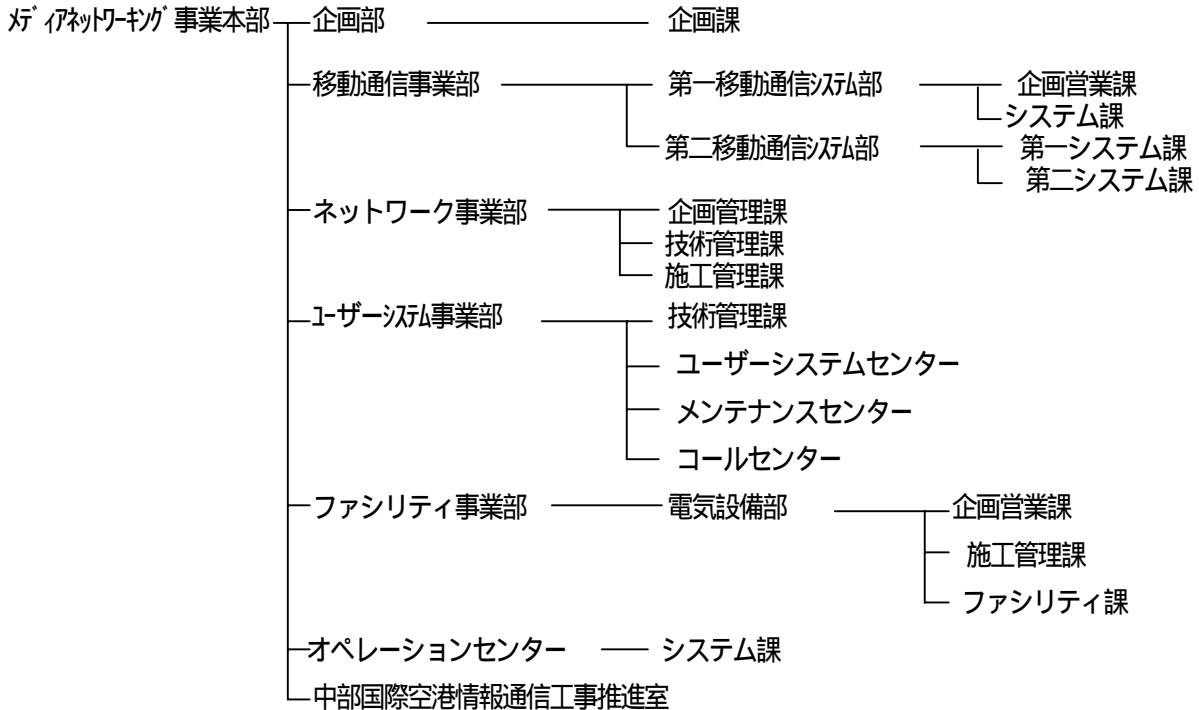 ﾒﾃﾞｨｱﾈｯﾄﾜｰｷﾝｸﾞ事業本部 企画部 企画課
移動通信事業部 第一移動通信ｼｽﾃﾑ部 企画営業課
システム課
第二移動通信ｼｽﾃﾑ部 第一システム課
第二システム課
ネットワーク事業部 企画管理課
技術管理課
施工管理課
ﾕｰザｰｼｽﾃﾑ事業部 技術管理課
ユーザーシステムセンター
メンテナンスセンター
コールセンター
ファシリティ事業部 電気設備部 企画営業課
施工管理課
ファシリティ課
オペレーションセンター システム課
中部国際空港情報通信工事推進室